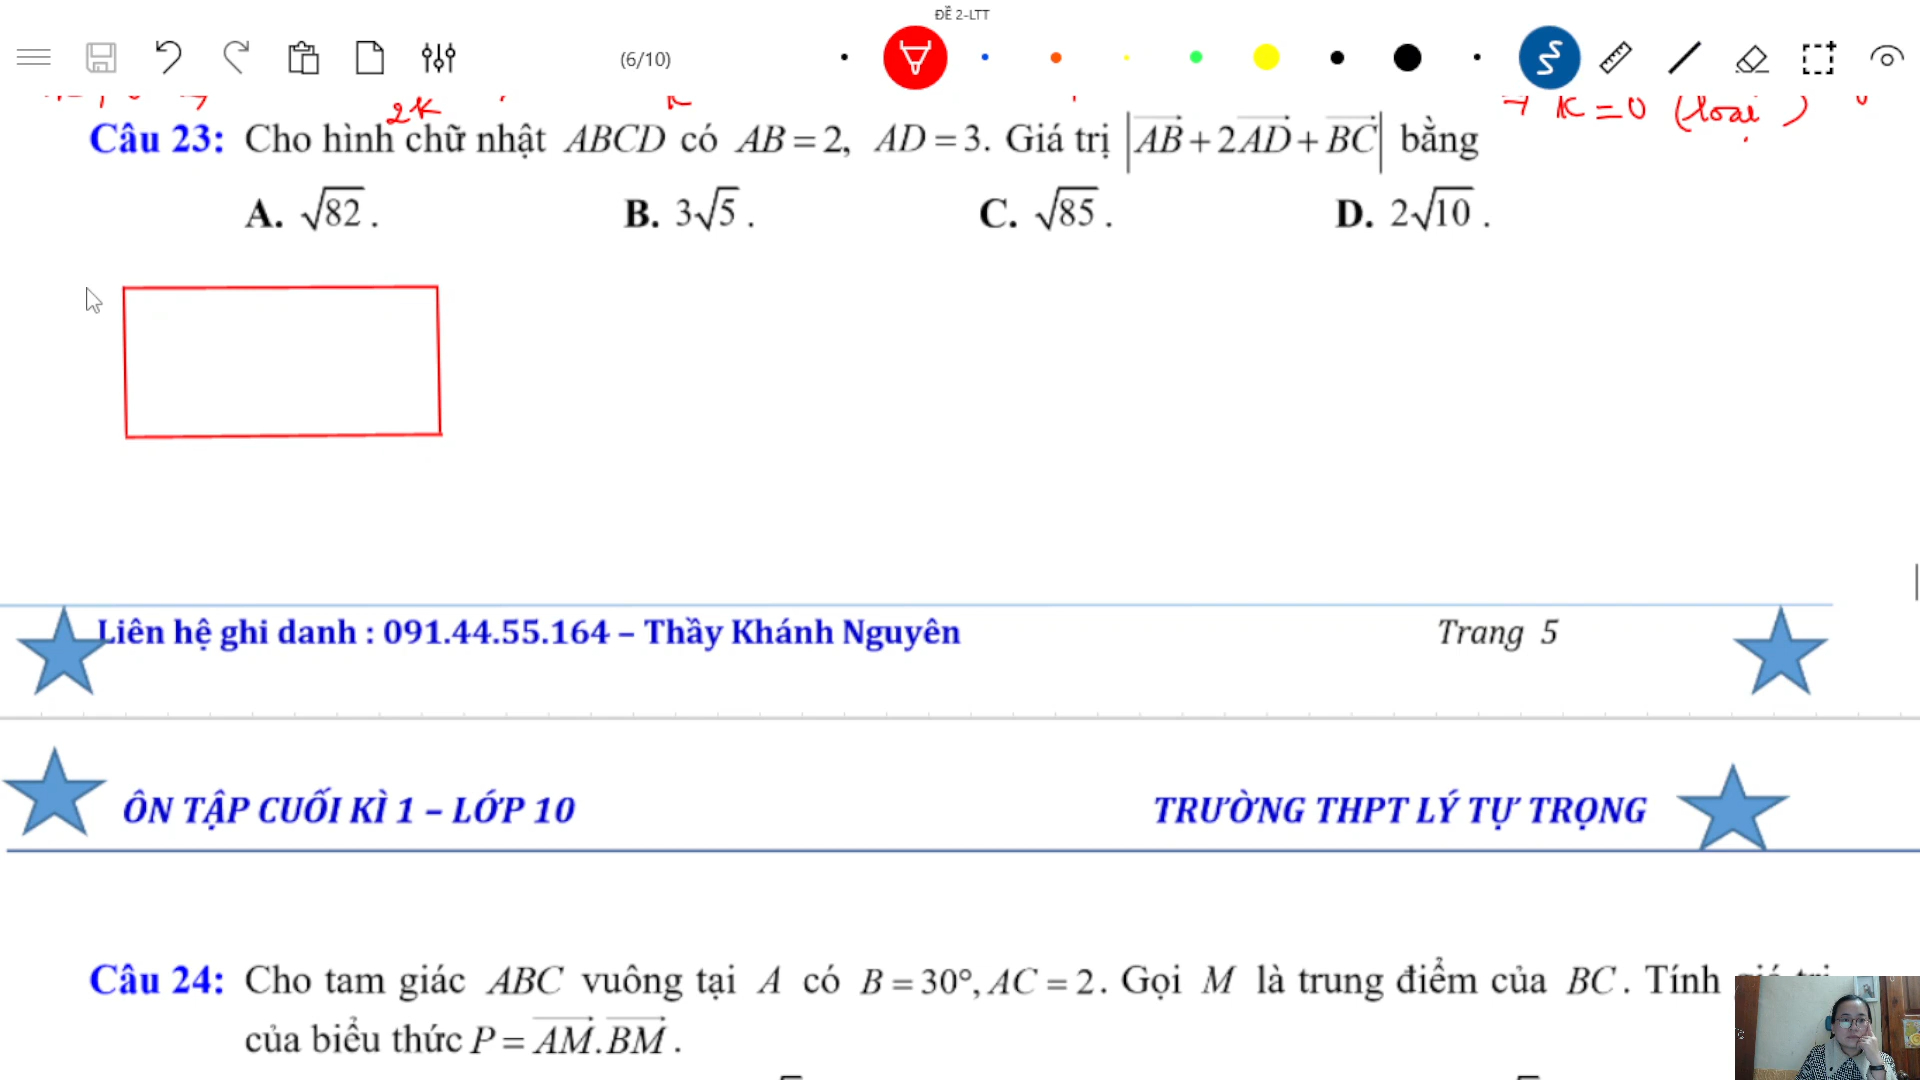 ĐỀ 2-LTT
(6/10)
2K
K = 0 (loại)
Câu 23: Cho hình chữ nhật ABCD có AB = 2, AD = 3. Giá trị |AB + 2AD + BC| bằng
A. √82. B. 3√5. C. √85. D. 2√10.
Liên hệ ghi danh : 091.44.55.164 – Thầy Khánh Nguyên Trang 5
ÔN TẬP CUỐI KÌ 1 – LỚP 10 TRƯỜNG THPT LÝ TỰ TRỌNG
Câu 24: Cho tam giác ABC vuông tại A có B = 30°, AC = 2. Gọi M là trung điểm của BC. Tính
của biểu thức P = AM.BM.